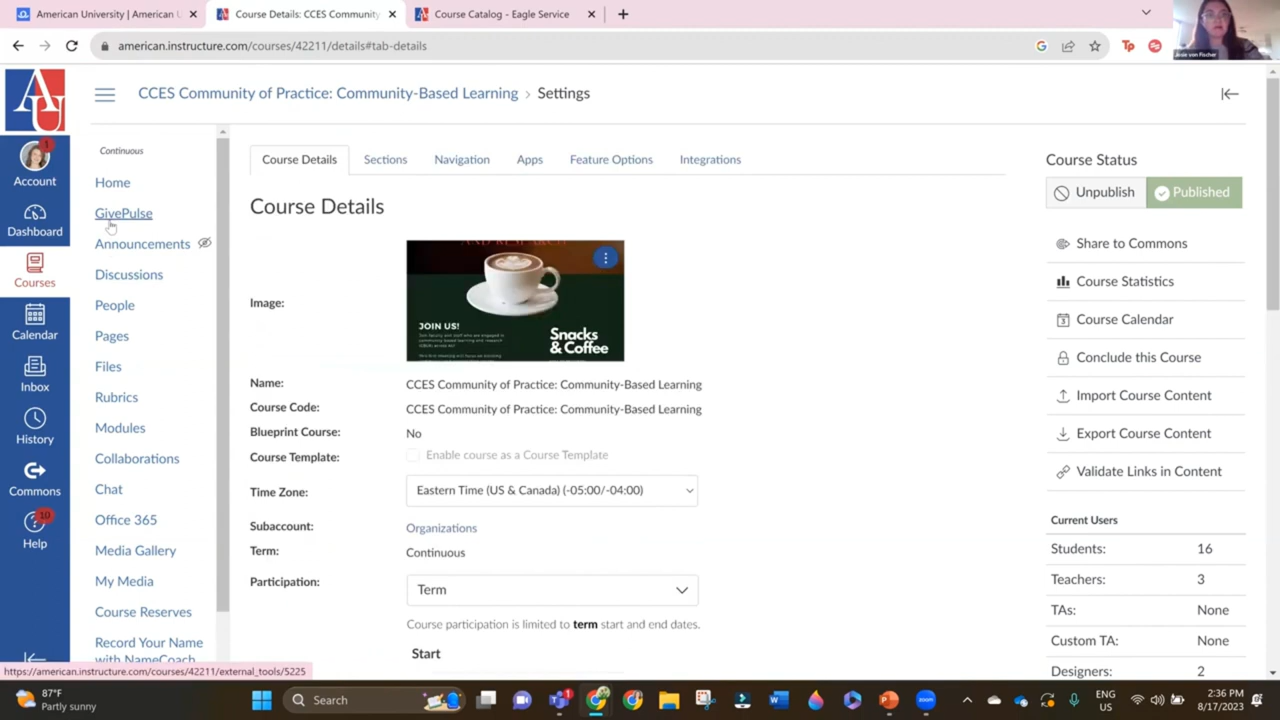 American University | American U
Course Details: CCES Community
Course Catalog - Eagle Service
american.instructure.com/courses/42211/details#tab-details
AU
CCES Community of Practice: Community-Based Learning > Settings
1
Account
Dashboard
Courses
Calendar
Inbox
History
Commons
10
Help
Continuous
Home
GivePulse
Announcements
Discussions
People
Pages
Files
Rubrics
Modules
Collaborations
Chat
Office 365
Media Gallery
My Media
Course Reserves
Record Your Name
with NameCoach
Course Details Sections Navigation Apps Feature Options Integrations
Course Details
Image:
AND RESEARCH
JOIN US!
Snacks
& Coffee
Name: CCES Community of Practice: Community-Based Learning
Course Code: CCES Community of Practice: Community-Based Learning
Blueprint Course: No
Course Template: Enable course as a Course Template
Time Zone: Eastern Time (US & Canada) (-05:00/-04:00)
Subaccount: Organizations
Term: Continuous
Participation: Term
Course participation is limited to term start and end dates.
Start
Course Status
Unpublish Published
Share to Commons
Course Statistics
Course Calendar
Conclude this Course
Import Course Content
Export Course Content
Validate Links in Content
Current Users
Students: 16
Teachers: 3
TAs: None
Custom TA: None
Designers: 2
https://american.instructure.com/courses/42211/external_tools/5225
87°F
Partly sunny
Search
ENG
US
2:36 PM
8/17/2023